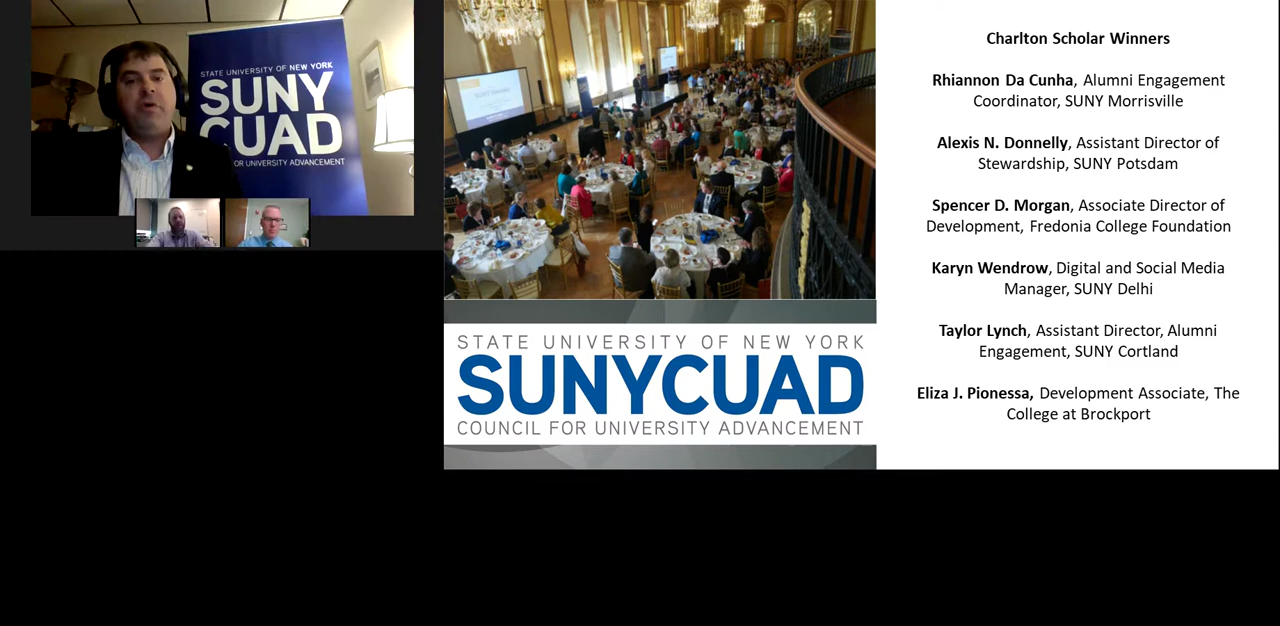 STATE UNIVERSITY OF NEW YORK
SUNY
CUAD
FOR UNIVERSITY ADVANCEMENT
STATE UNIVERSITY OF NEW YORK
SUNYCUAD
COUNCIL FOR UNIVERSITY ADVANCEMENT
Charlton Scholar Winners
Rhiannon Da Cunha, Alumni Engagement
Coordinator, SUNY Morrisville
Alexis N. Donnelly, Assistant Director of
Stewardship, SUNY Potsdam
Spencer D. Morgan, Associate Director of
Development, Fredonia College Foundation
Karyn Wendrow, Digital and Social Media
Manager, SUNY Delhi
Taylor Lynch, Assistant Director, Alumni
Engagement, SUNY Cortland
Eliza J. Pionessa, Development Associate, The
College at Brockport